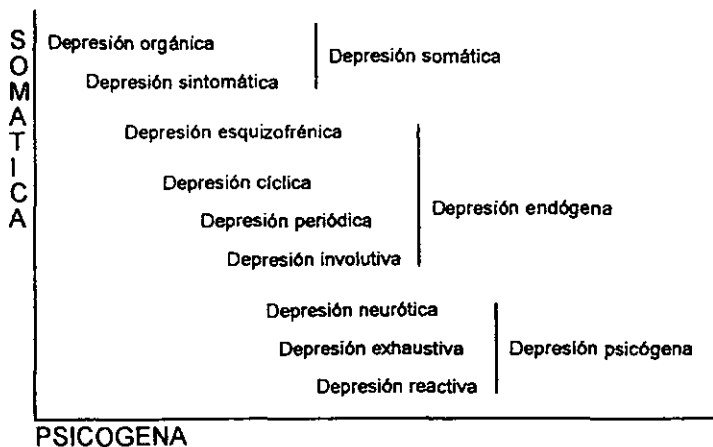 SOMATICA
Depresión orgánica
Depresión somática
Depresión sintomática
Depresión esquizofrénica
Depresión cíclica
Depresión endógena
Depresión periódica
Depresión involutiva
Depresión neurótica
Depresión exhaustiva
Depresión psicógena
Depresión reactiva
PSICOGENA